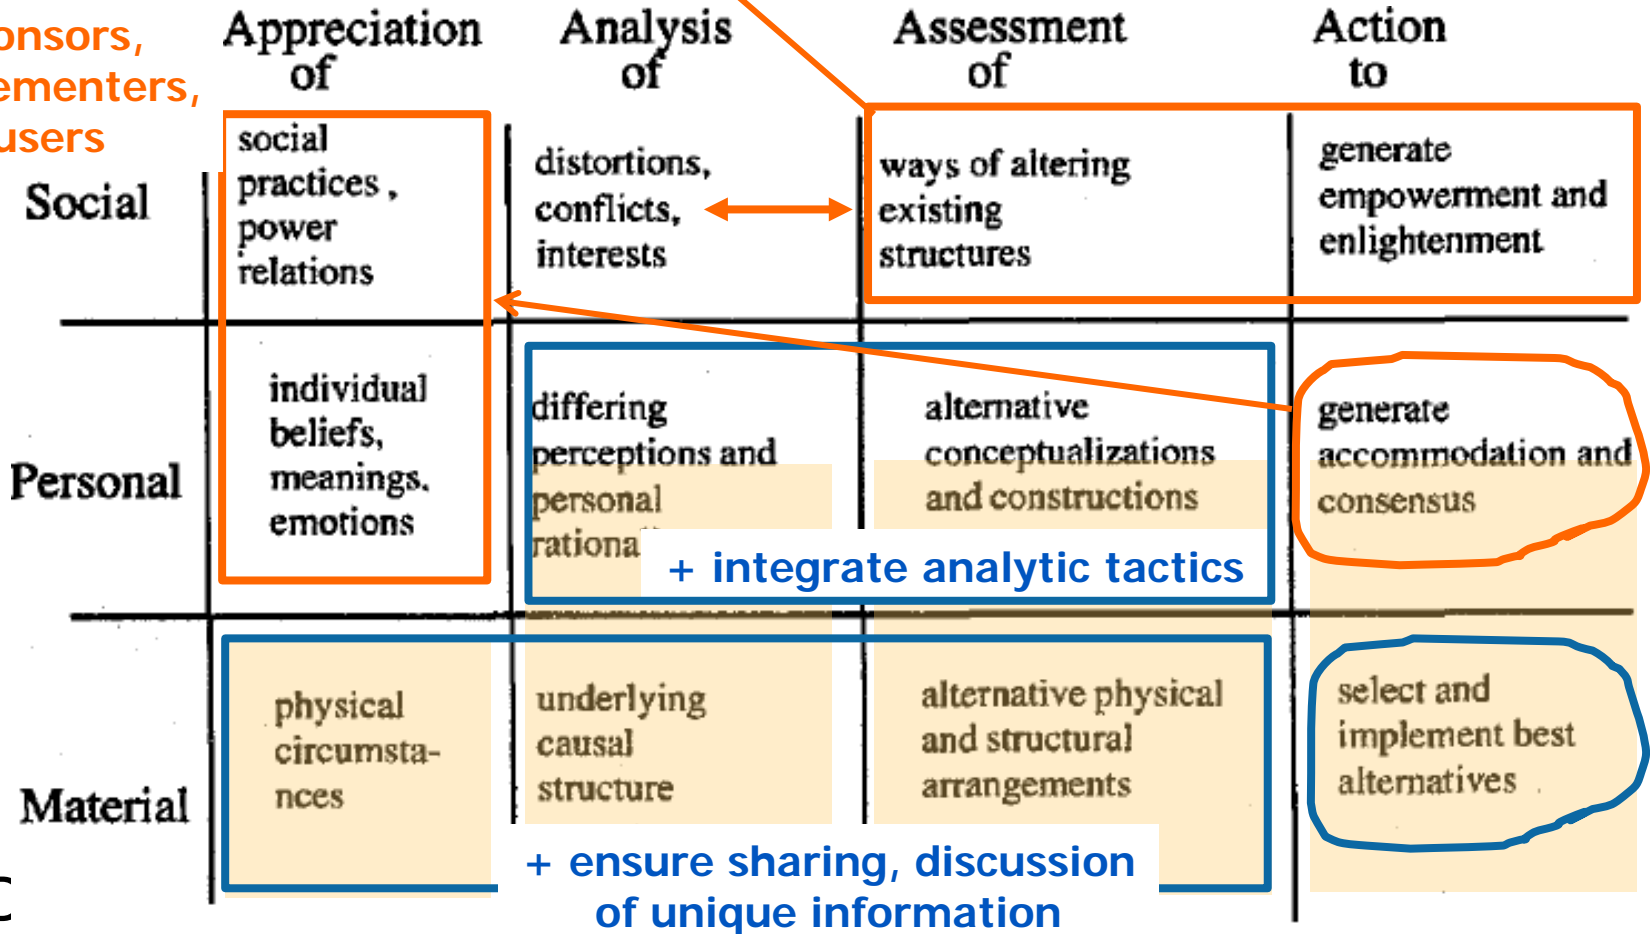 onsors,
ementers,
users
Appreciation
of
Analysis
of
Assessment
of
Action
to
Social
social
practices,
power
relations
distortions,
conflicts,
interests
ways of altering
existing
structures
generate
empowerment and
enlightenment
Personal
individual
beliefs,
meanings.
emotions
differing
perceptions and
personal
rationa
alternative
conceptualizations
and constructions
generate
accommodation and
consensus
+ integrate analytic tactics
Material
physical
circumsta-
nces
underlying
causal
structure
alternative physical
and structural
arrangements
select and
implement best
alternatives
+ ensure sharing, discussion
of unique information